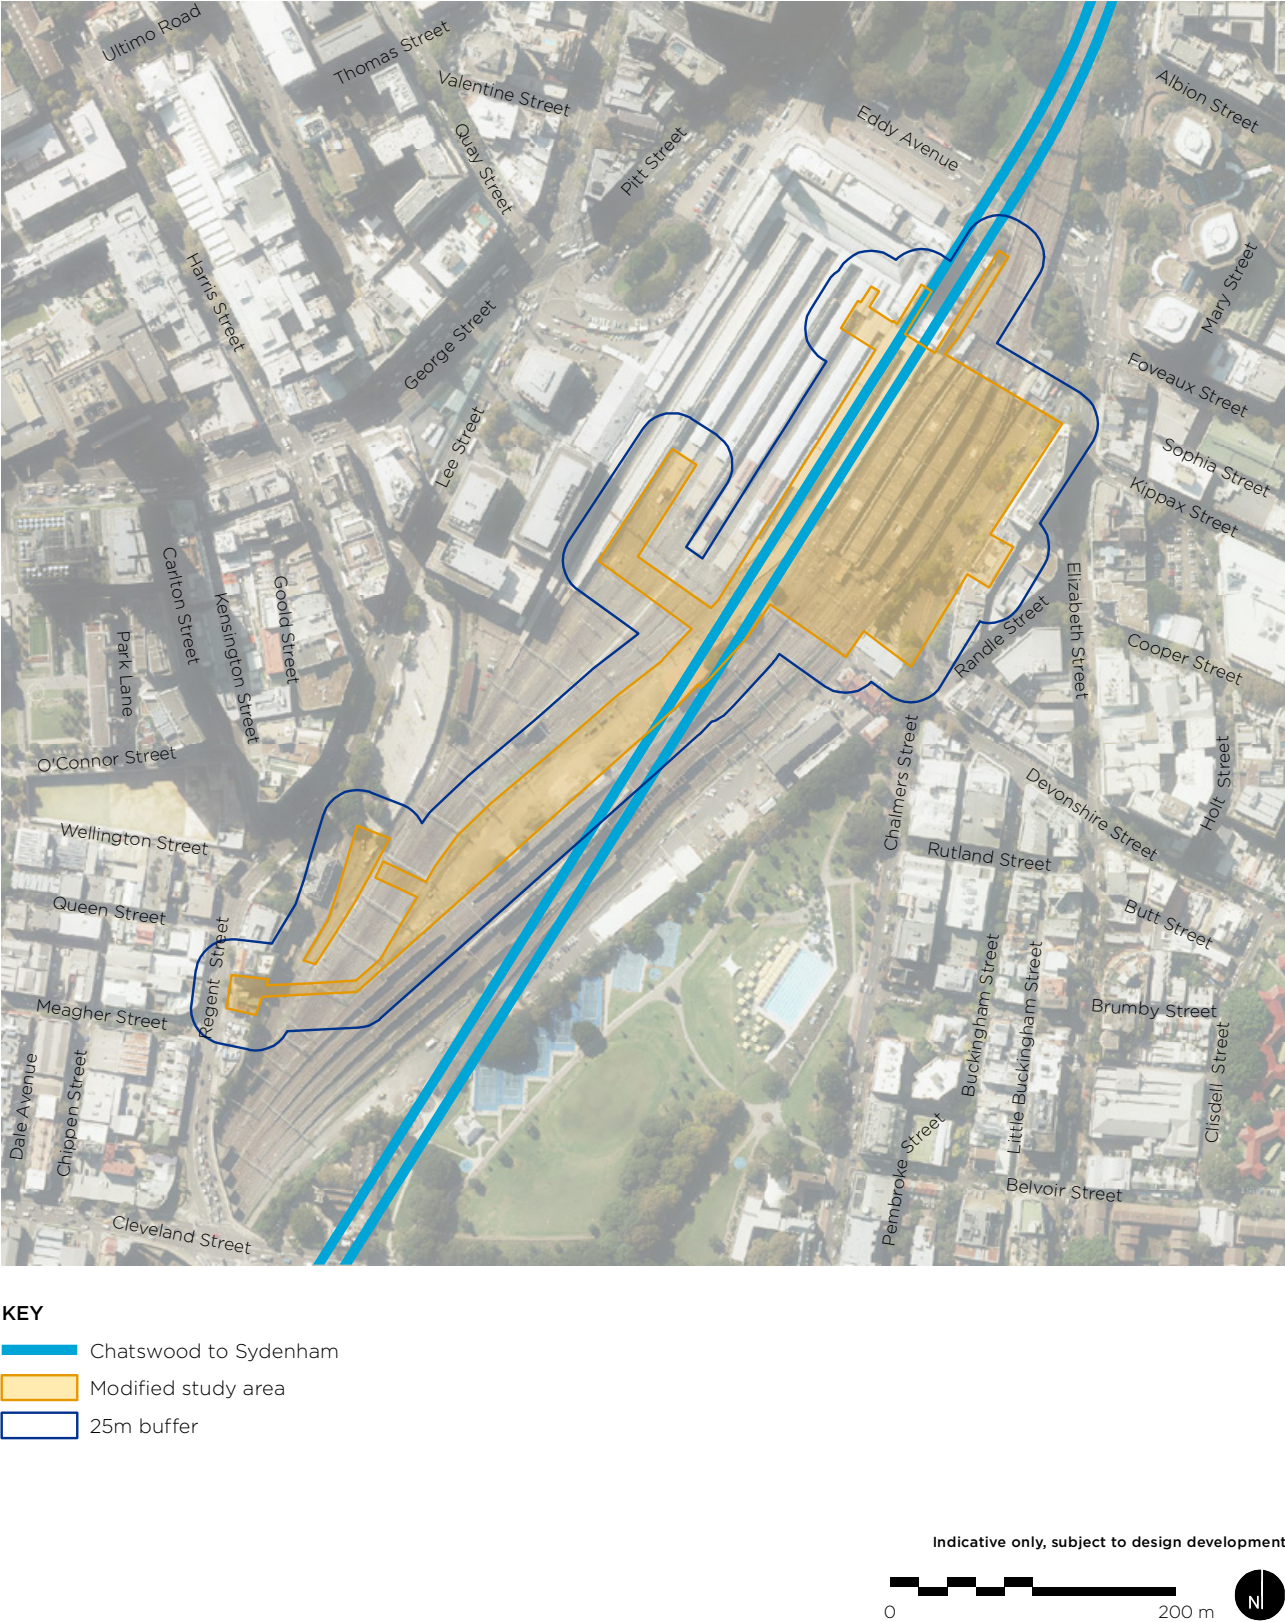 Ultimo Road
Thomas Street
Valentine Street
Albion Street
Quay Street
Pitt Street
Eddy Avenue
Harris Street
George Street
Mary Street
Foveaux Street
Lee Street
Sophia Street
Kippax Street
Carlton Street
Kensington Street
Goold Street
Park Lane
Elizabeth Street
Randle Street
Cooper Street
O'Connor Street
Chalmers Street
Devonshire Street
Holt Street
Wellington Street
Rutland Street
Queen Street
Regent Street
Butt Street
Meagher Street
Buckingham Street
Little Buckingham Street
Brumby Street
Clisdell Street
Dale Avenue
Chippen Street
Pembroke Street
Belvoir Street
Cleveland Street
KEY
Chatswood to Sydenham
Modified study area
25m buffer
Indicative only, subject to design development
0 200 m
N